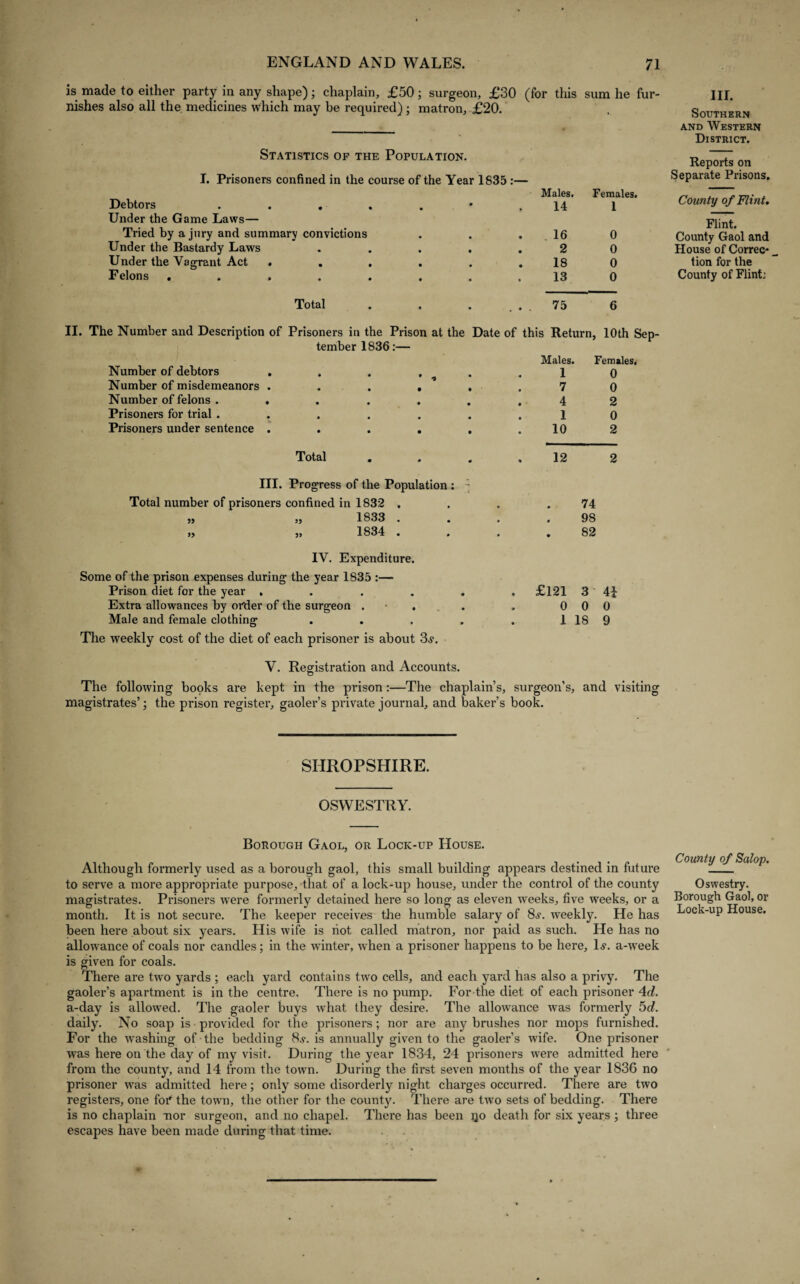 ENGLAND AND WALES. 71
is made to either party in any shape); chaplain, £50; surgeon, £30 (for this sum he fur-
nishes also all the medicines which may be required); matron, £20.
Statistics of the Population.
I. Prisoners confined in the course of the Year 1835:—
Males. Females.
Debtors . . . . . . . 14 1
Under the Game Laws—
Tried by a jury and summary convictions . . . 16 0
Under the Bastardy Laws . . . . . 2 0
Under the Vagrant Act . . . . . . 18 0
Felons . . . . . . . . 13 0
Total . . . . . . 75 6
II. The Number and Description of Prisoners in the Prison at the Date of this Return, 10th Sep-
tember 1836:—
Males. Females.
Number of debtors . . . . . . 1 0
Number of misdemeanors . . . . . . 7 0
Number of felons . . . . . . . 4 2
Prisoners for trial . . . . . . . 1 0
Prisoners under sentence . . . . . . 10 2
Total . . . . 12 2
III. Progress of the Population:
Total number of prisoners confined in 1832 . . . . 74
„ „ 1833 . . . . 98
„ „ 1834 . . . . 82
IV. Expenditure.
Some of the prison expenses during the year 1835:—
Prison diet for the year . . . . . . £121 3 4¼
Extra allowances by order of the surgeon . . . . . 0 0 0
Male and female clothing . . . . . 1 18 9
The weekly cost of the diet of each prisoner is about 3s.
V. Registration and Accounts.
The following books are kept in the prison:—The chaplain's, surgeon's, and visiting
magistrates'; the prison register, gaoler's private journal, and baker's book.
SHROPSHIRE.
OSWESTRY.
Borough Gaol, or Lock-up House.
Although formerly used as a borough gaol, this small building appears destined in future
to serve a more appropriate purpose, that of a lock-up house, under the control of the county
magistrates. Prisoners were formerly detained here so long as eleven weeks, five weeks, or a
month. It is not secure. The keeper receives the humble salary of 8s. weekly. He has
been here about six years. His wife is not called matron, nor paid as such. He has no
allowance of coals nor candles; in the winter, when a prisoner happens to be here, 1s. a-week
is given for coals.
There are two yards; each yard contains two cells, and each yard has also a privy. The
gaoler's apartment is in the centre. There is no pump. For the diet of each prisoner 4d.
a-day is allowed. The gaoler buys what they desire. The allowance was formerly 5d.
daily. No soap is provided for the prisoners; nor are any brushes nor mops furnished.
For the washing of the bedding 8s. is annually given to the gaoler's wife. One prisoner
was here on the day of my visit. During the year 1834, 24 prisoners were admitted here
from the county, and 14 from the town. During the first seven months of the year 1836 no
prisoner was admitted here; only some disorderly night charges occurred. There are two
registers, one for the town, the other for the county. There are two sets of bedding. There
is no chaplain nor surgeon, and no chapel. There has been no death for six years; three
escapes have been made during that time.
III.
Southern
and Western
District.
Reports on
Separate Prisons.
County of Flint.
Flint.
County Gaol and
House of Correc-
tion for the
County of Flint.
County of Salop.
Oswestry.
Borough Gaol, or
Lock-up House.